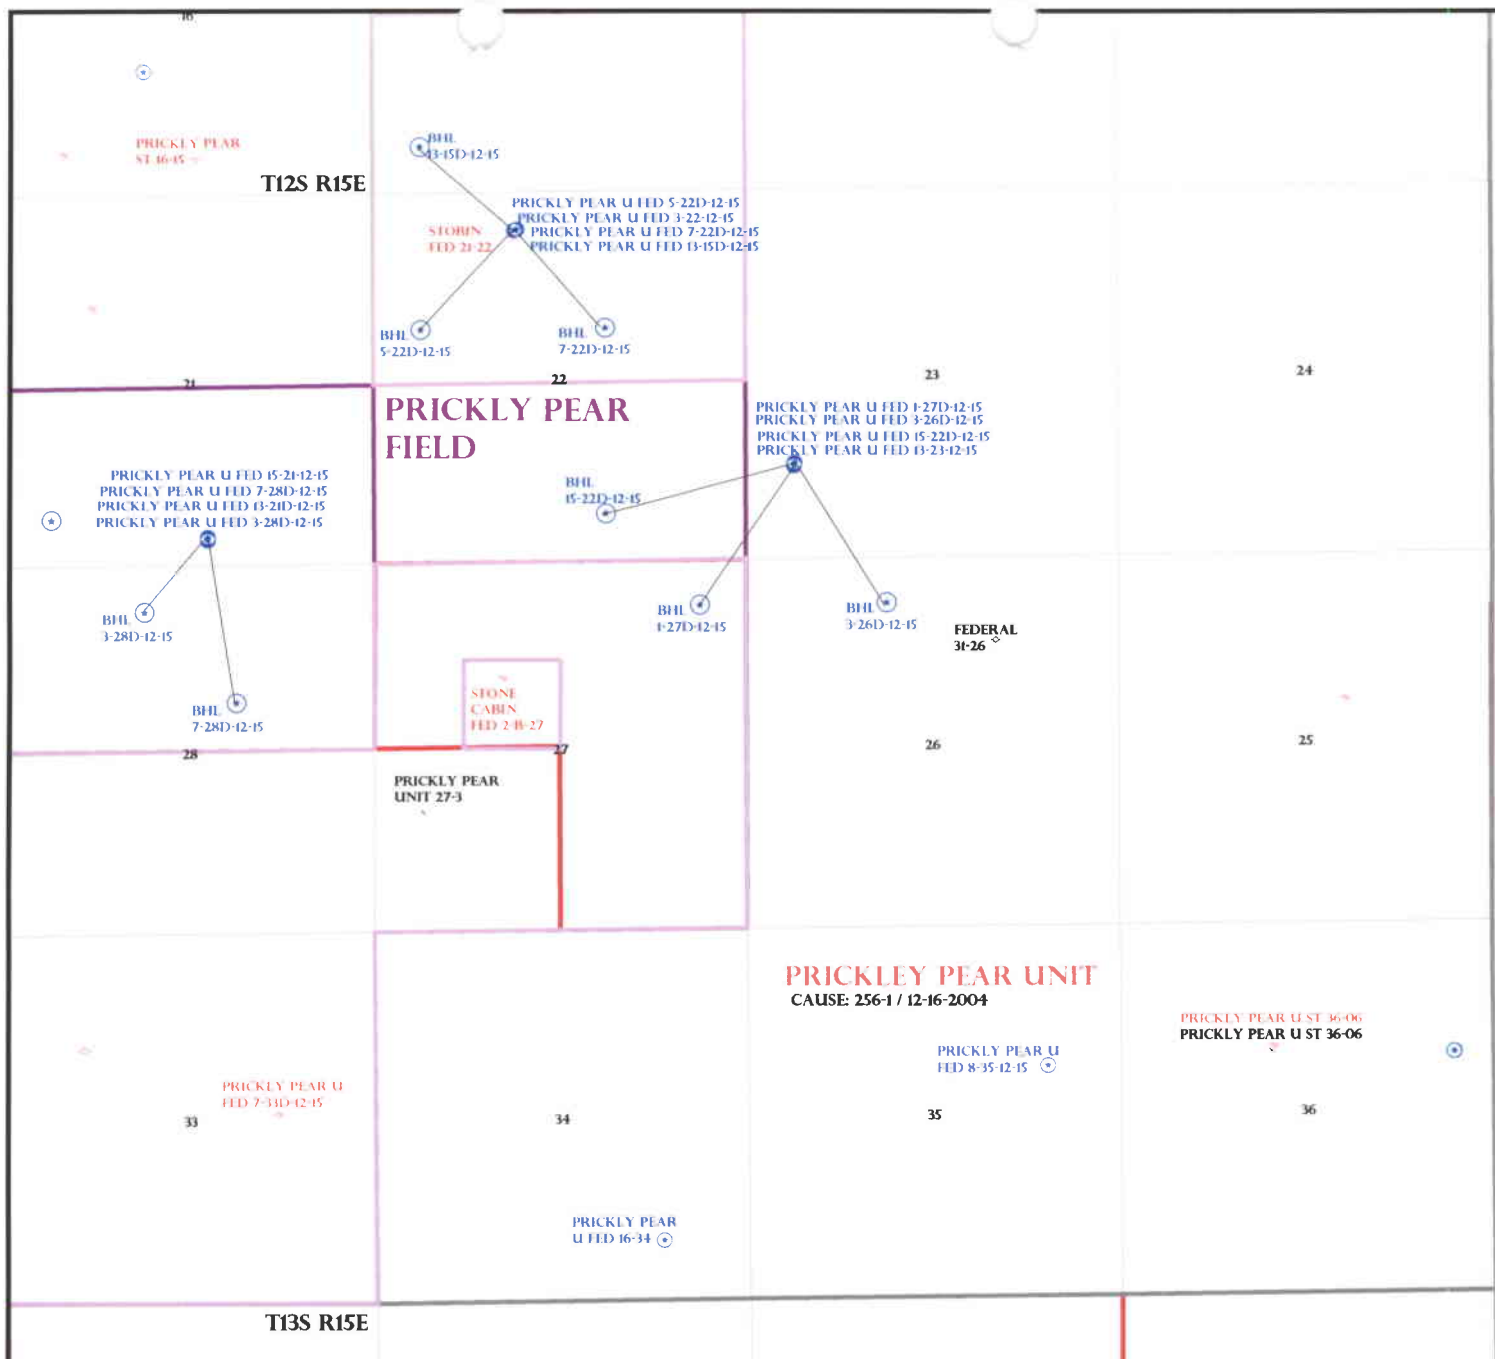 16
PRICKLY PEAR
ST 16-15
T12S R15E
BHL
13-15D-12-15
PRICKLY PEAR U FED 5-22D-12-15
PRICKLY PEAR U FED 3-22-12-15
PRICKLY PEAR U FED 7-22D-12-15
PRICKLY PEAR U FED 13-15D-12-15
STOBIN
FED 21-22
BHL
5-22D-12-15
BHL
7-22D-12-15
21
22
23
24
PRICKLY PEAR
FIELD
PRICKLY PEAR U FED 1-27D-12-15
PRICKLY PEAR U FED 3-26D-12-15
PRICKLY PEAR U FED 15-22D-12-15
PRICKLY PEAR U FED 13-23-12-15
PRICKLY PEAR U FED 15-21-12-15
PRICKLY PEAR U FED 7-28D-12-15
PRICKLY PEAR U FED 13-21D-12-15
PRICKLY PEAR U FED 3-28D-12-15
BHL
15-22D-12-15
BHL
3-28D-12-15
BHL
1-27D-12-15
BHL
3-26D-12-15
FEDERAL
31-26
STONE
CABIN
FED 2-B-27
BHL
7-28D-12-15
28
27
26
25
PRICKLY PEAR
UNIT 27-3
PRICKLEY PEAR UNIT
CAUSE: 256-1 / 12-16-2004
PRICKLY PEAR U ST 36-06
PRICKLY PEAR U ST 36-06
PRICKLY PEAR U
FED 8-35-12-15
PRICKLY PEAR U
FED 7-33D-12-15
33
34
35
36
PRICKLY PEAR
U FED 16-34
T13S R15E